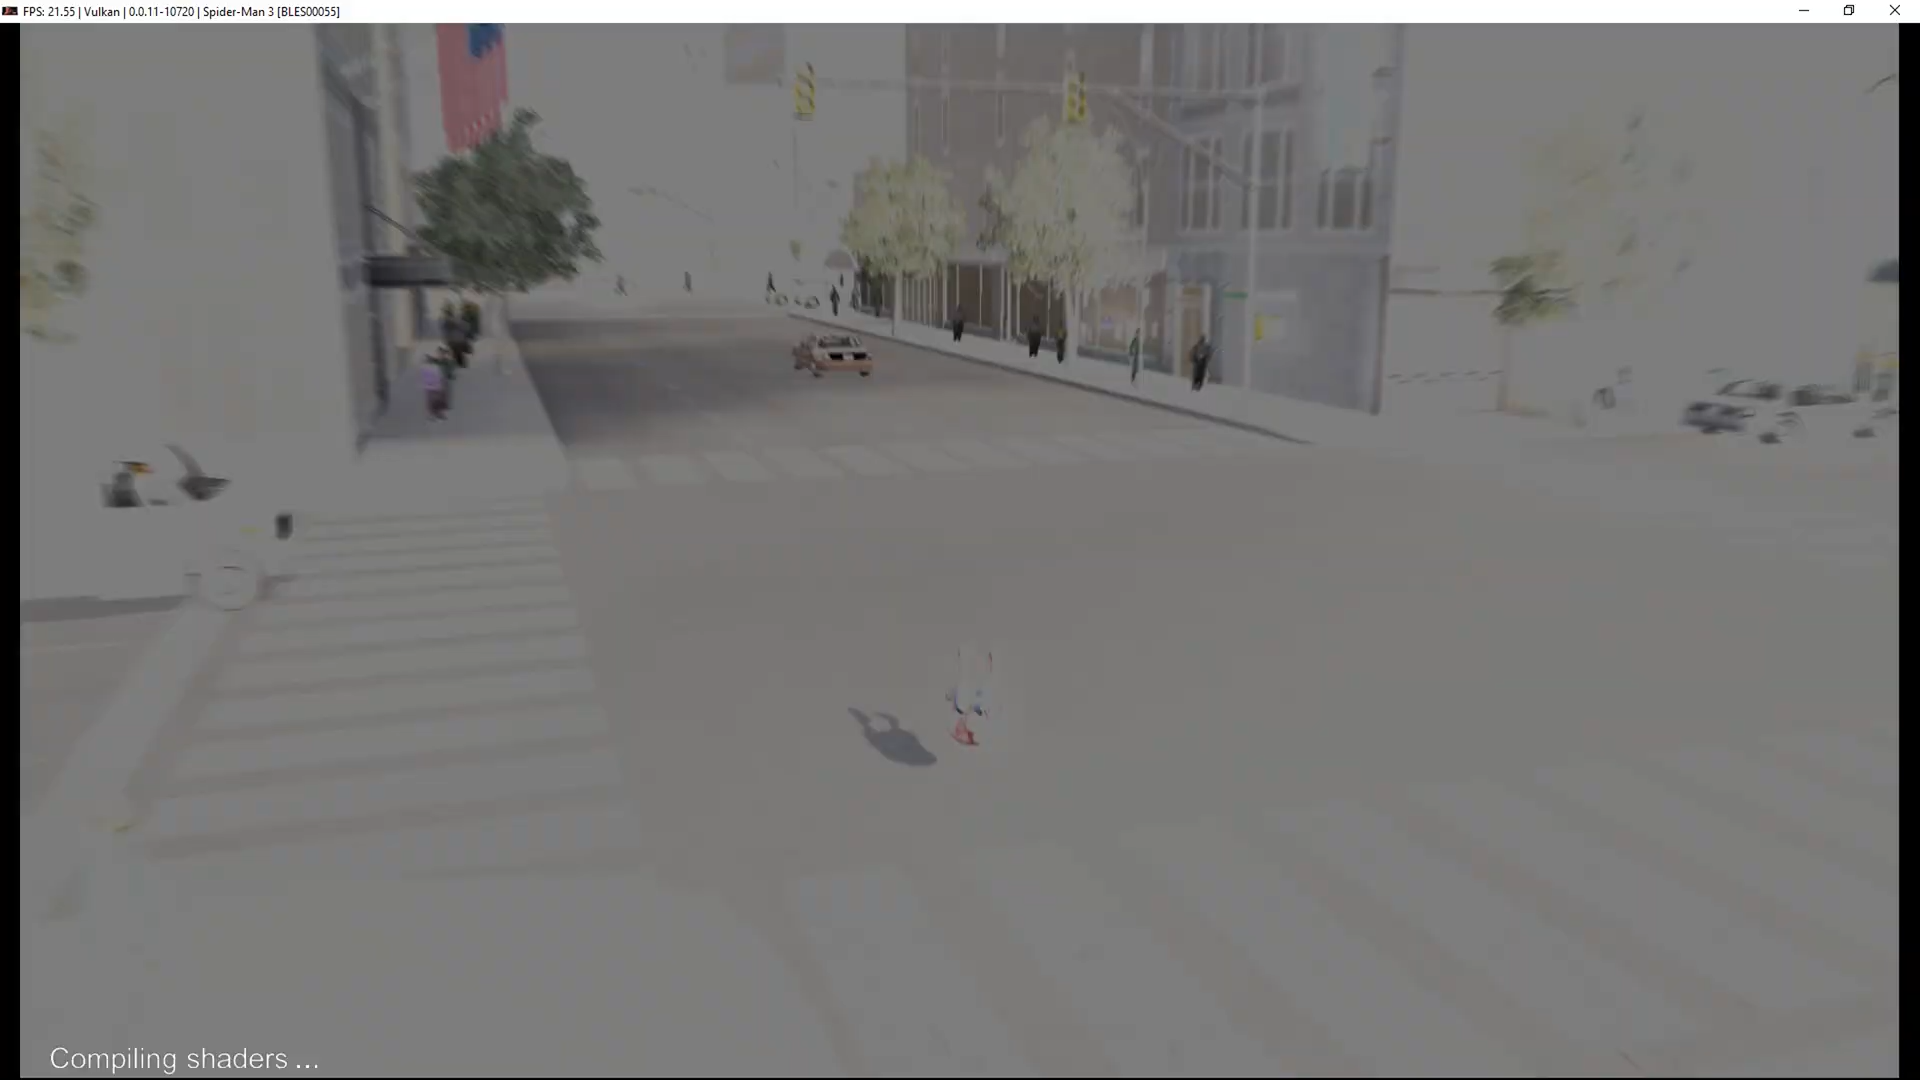 FPS: 21.55 | Vulkan | 0.0.11-10720 | Spider-Man 3 [BLES00055]
Compiling shaders ...